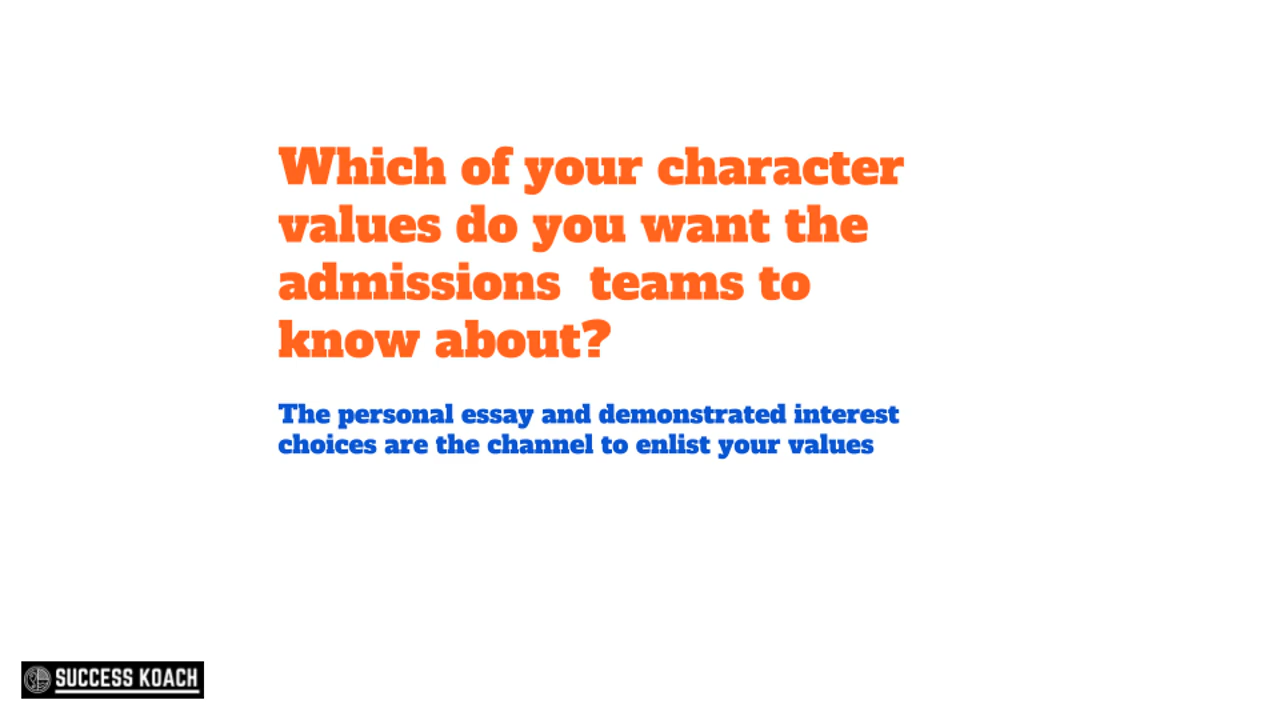 Which of your character
values do you want the
admissions  teams to
know about?
The personal essay and demonstrated interest
choices are the channel to enlist your values
SUCCESS KOACH